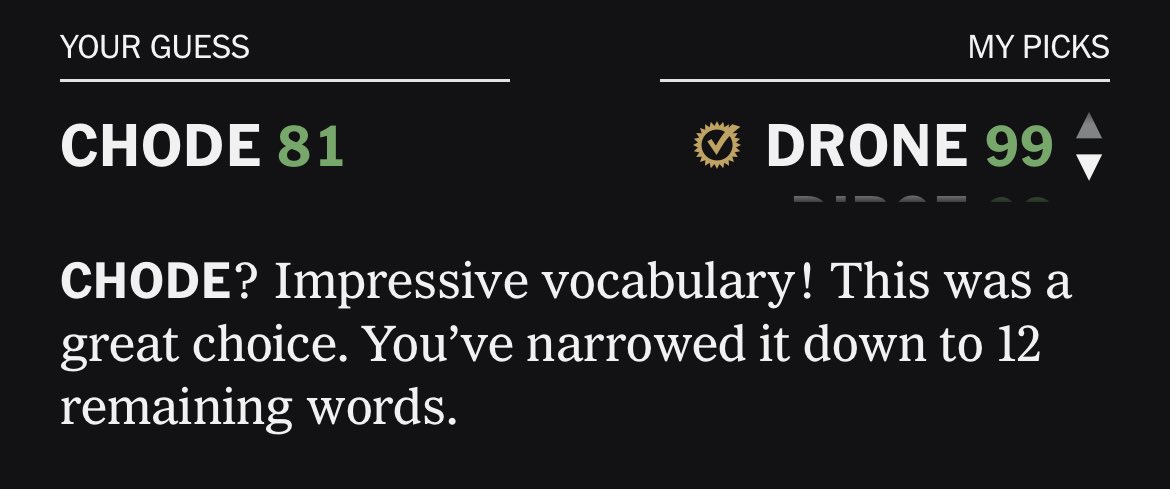 YOUR GUESS
MY PICKS
CHODE 81
DRONE 99
CHODE? Impressive vocabulary! This was a
great choice. You’ve narrowed it down to 12
remaining words.